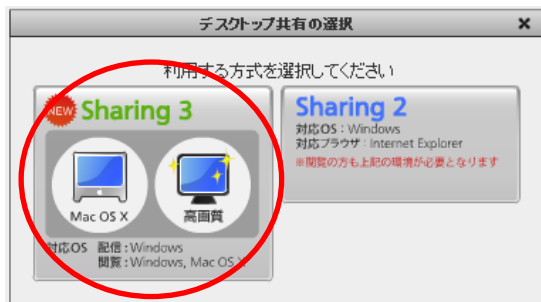 デスクトップ共有の選択
利用する方式を選択してください
NEW Sharing 3
Mac OS X
高画質
対応OS 配信：Windows
閲覧：Windows, Mac OS X
Sharing 2
対応OS：Windows
対応ブラウザ：Internet Explorer
※閲覧の方も上記の環境が必要となります